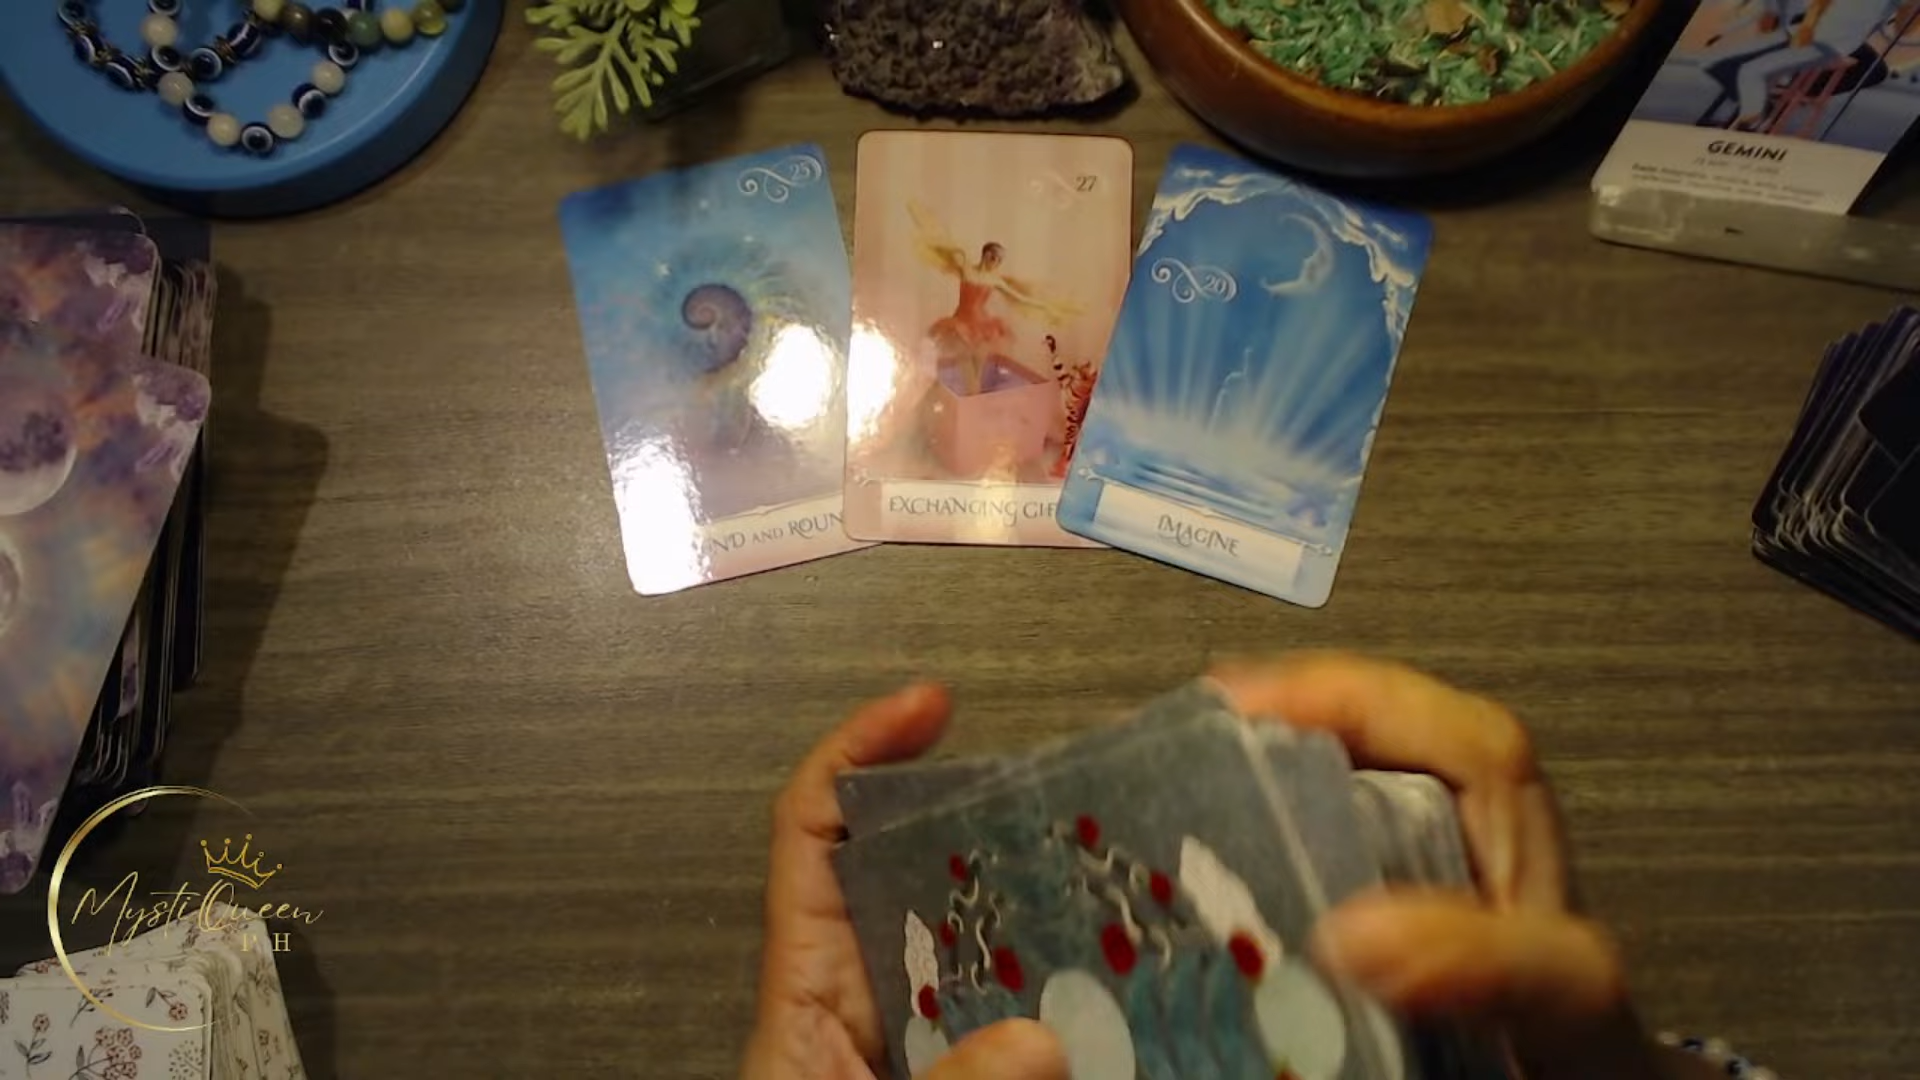 25
27
20
GEMINI
ND AND ROUN
EXCHANGING GIF
IMAGINE
MystiQueen
PH